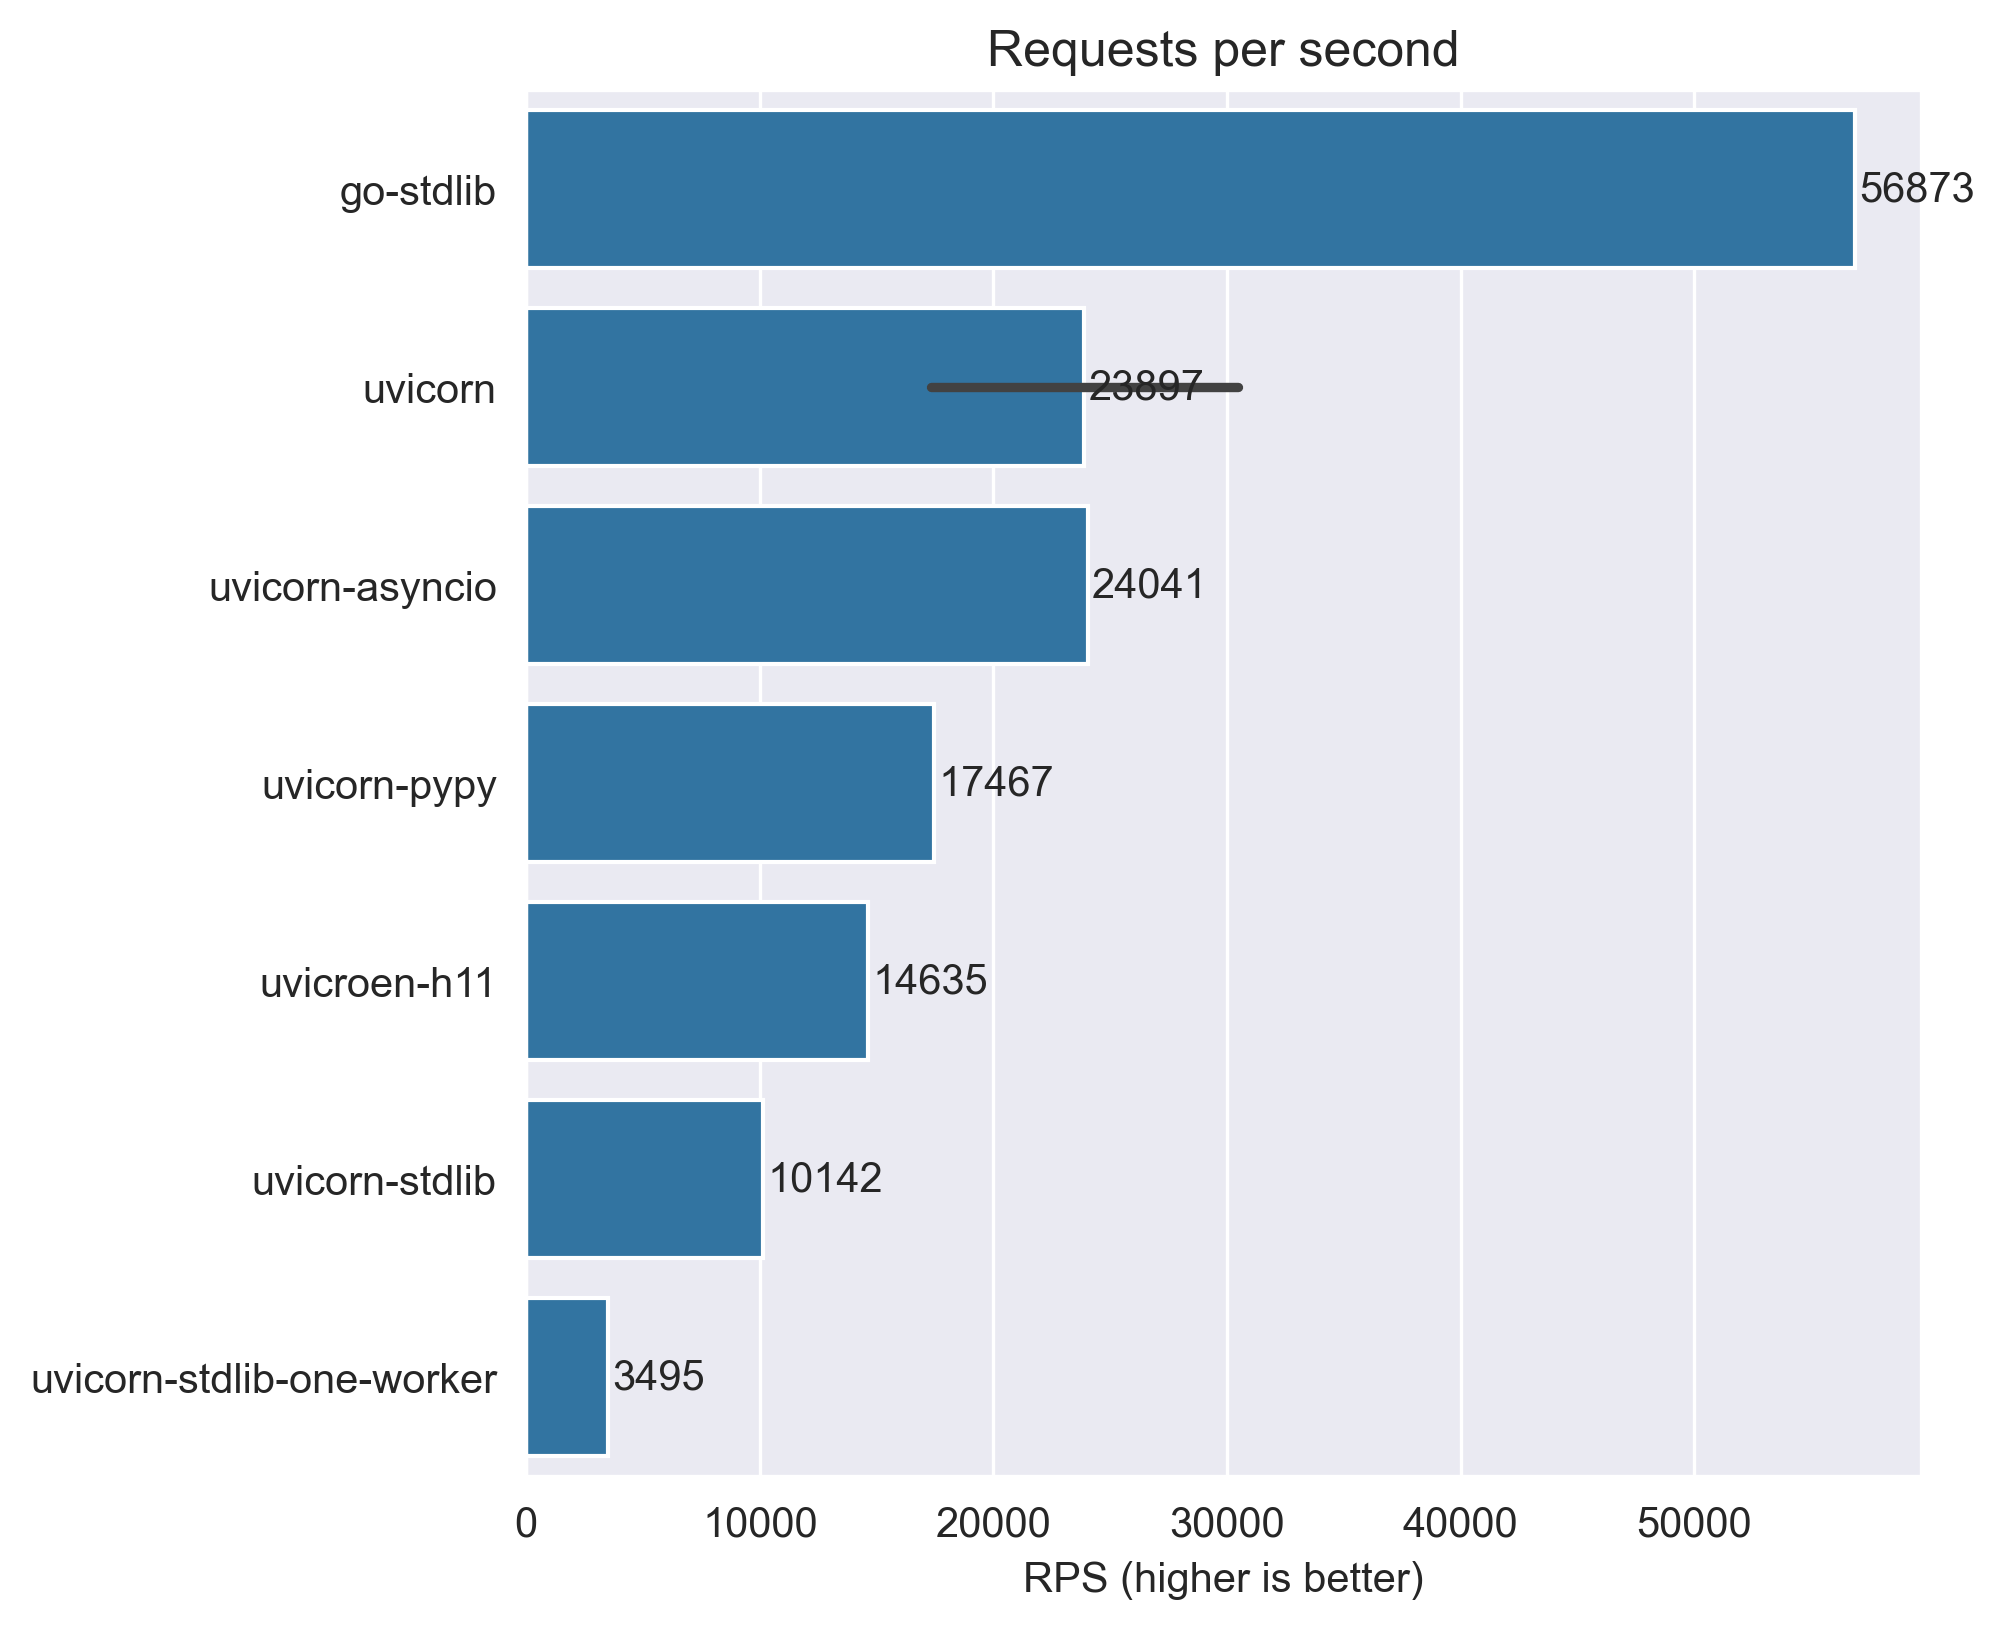 Requests per second
go-stdlib
56873
uvicorn
23897
uvicorn-asyncio
24041
uvicorn-pypy
17467
uvicroen-h11
14635
uvicorn-stdlib
10142
uvicorn-stdlib-one-worker
3495
0 10000 20000 30000 40000 50000
RPS (higher is better)